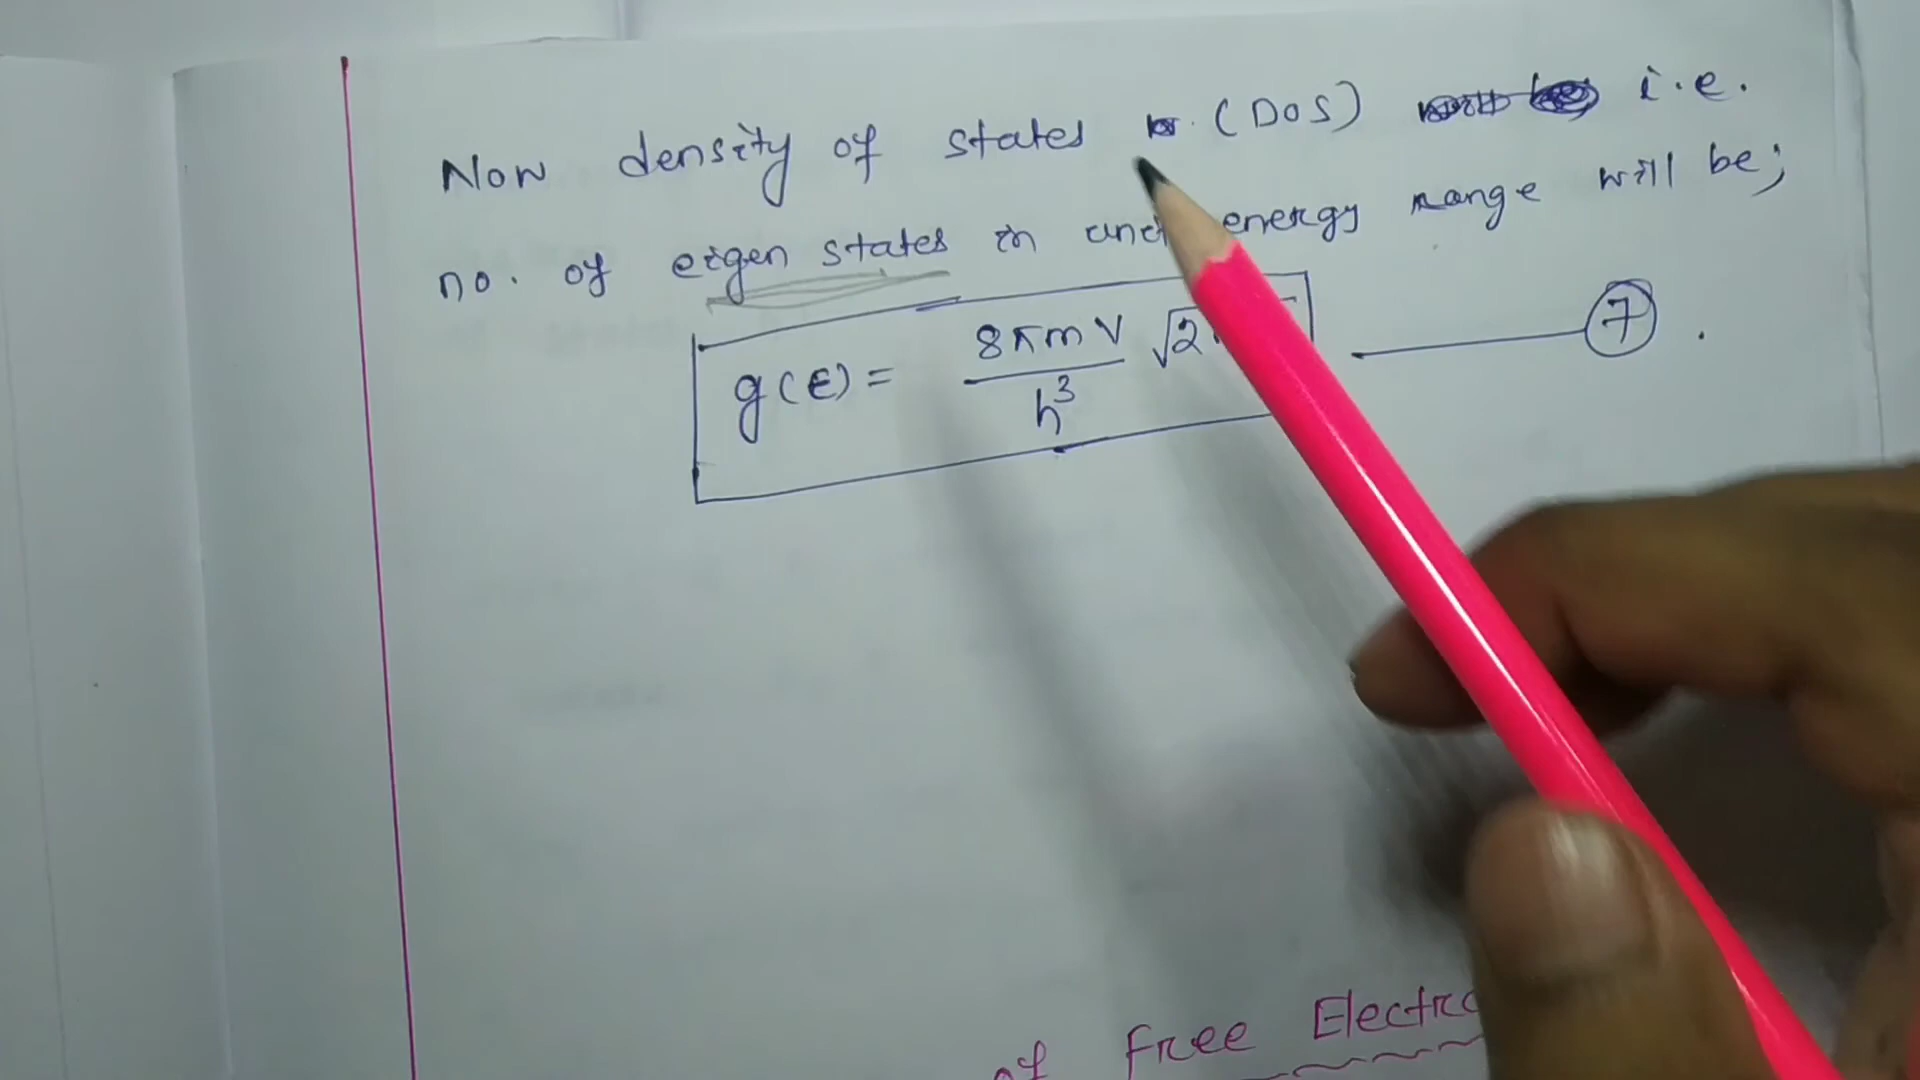 Now density of states (DOS) i.e.
no. of eigen states in unit energy range will be;
g(E) = 8πmV / h³ √2 7
of Free